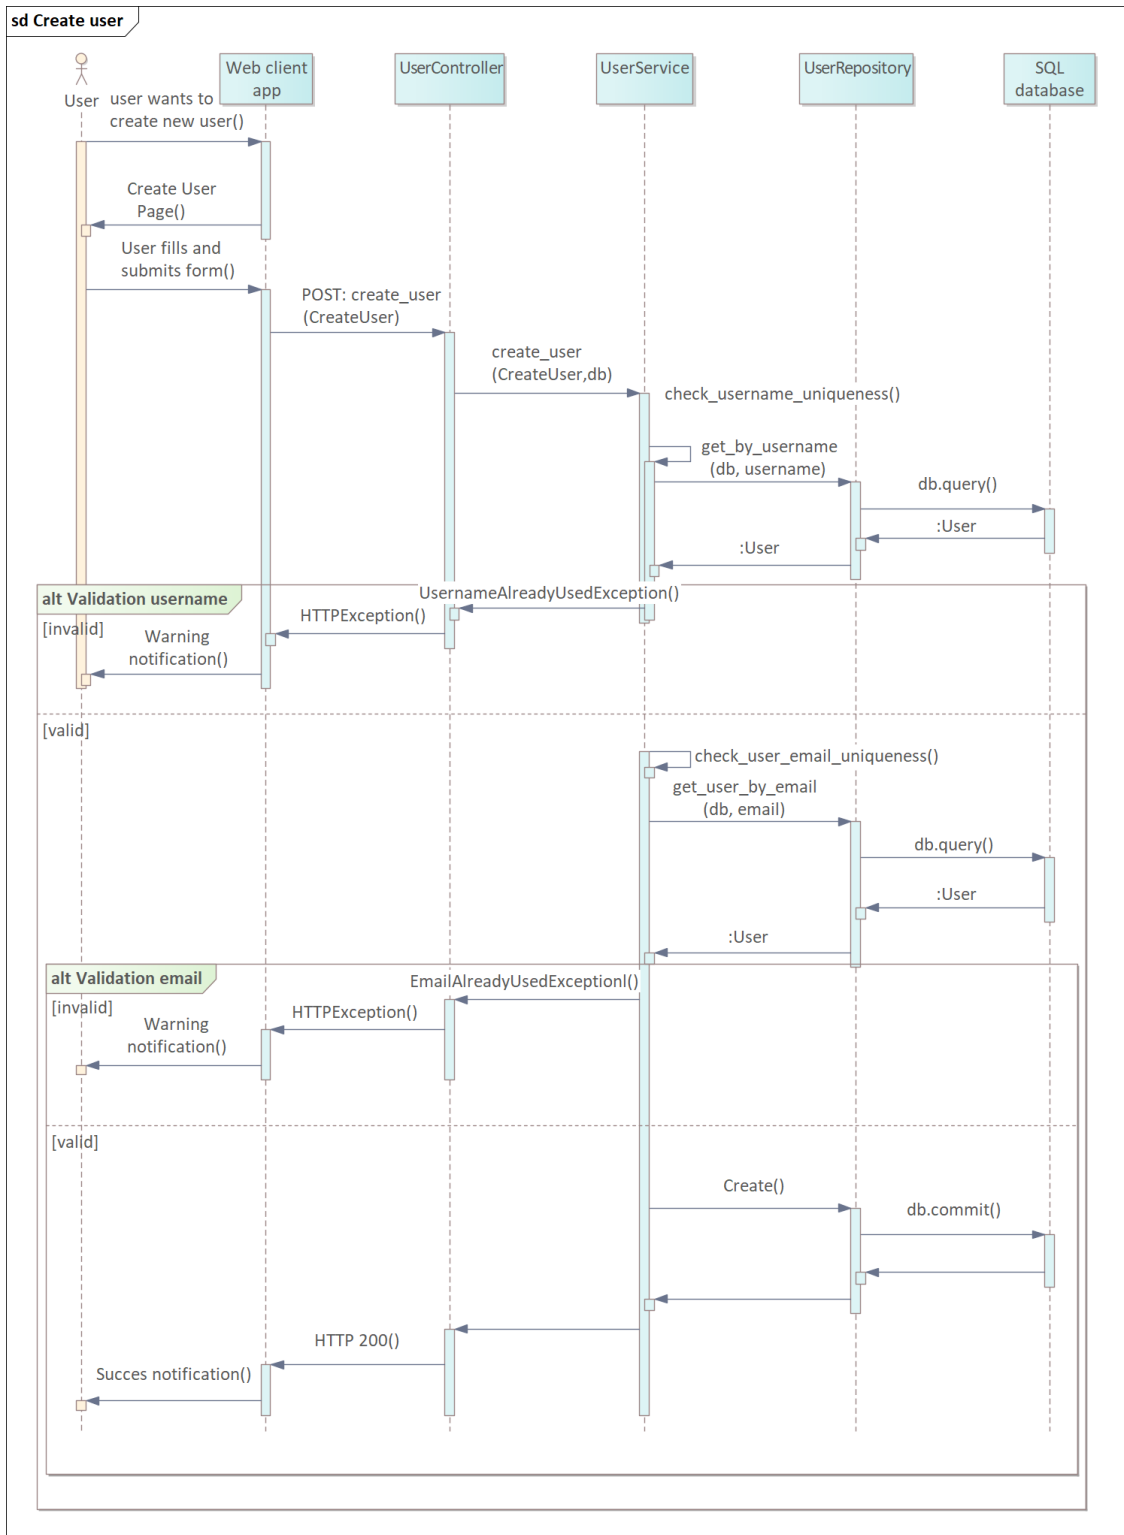 sd Create user
User
Web client
app
UserController
UserService
UserRepository
SQL
database
user wants to
create new user()
Create User
Page()
User fills and
submits form()
POST: create_user
(CreateUser)
create_user
(CreateUser,db)
check_username_uniqueness()
get_by_username
(db, username)
db.query()
:User
:User
alt Validation username
UsernameAlreadyUsedException()
HTTPException()
[invalid]
Warning
notification()
[valid]
check_user_email_uniqueness()
get_user_by_email
(db, email)
db.query()
:User
:User
alt Validation email
EmailAlreadyUsedExceptionl()
[invalid]
HTTPException()
Warning
notification()
[valid]
Create()
db.commit()
HTTP 200()
Succes notification()